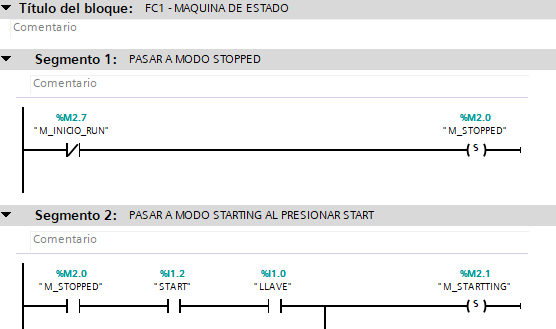 Título del bloque: FC1 - MAQUINA DE ESTADO
Comentario
Segmento 1: PASAR A MODO STOPPED
Comentario
%M2.7 %M2.0
"M_INICIO_RUN" "M_STOPPED"
S
Segmento 2: PASAR A MODO STARTING AL PRESIONAR START
Comentario
%M2.0 %I1.2 %I1.0 %M2.1
"M_STOPPED" "START" "LLAVE" "M_STARTTING"
S